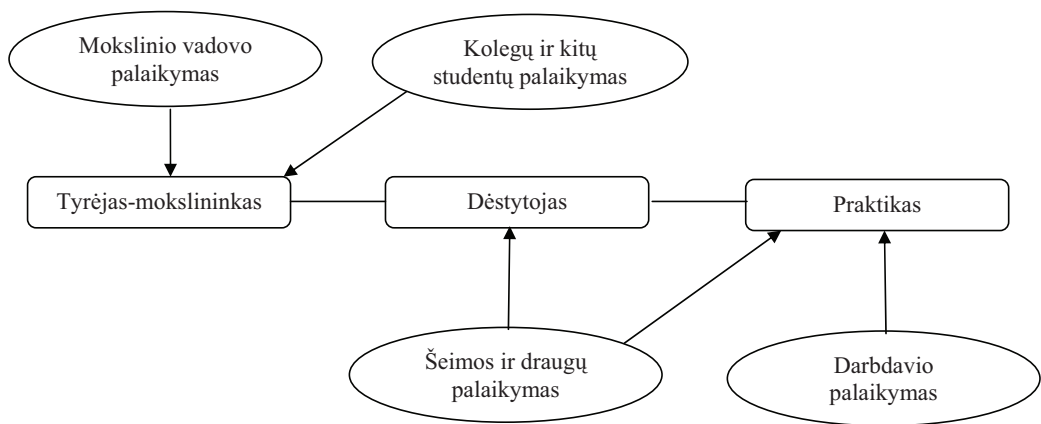 Mokslinio vadovo
palaikymas
Kolegų ir kitų
studentų palaikymas
Tyrėjas-mokslininkas
Dėstytojas
Praktikas
Šeimos ir draugų
palaikymas
Darbdavio
palaikymas